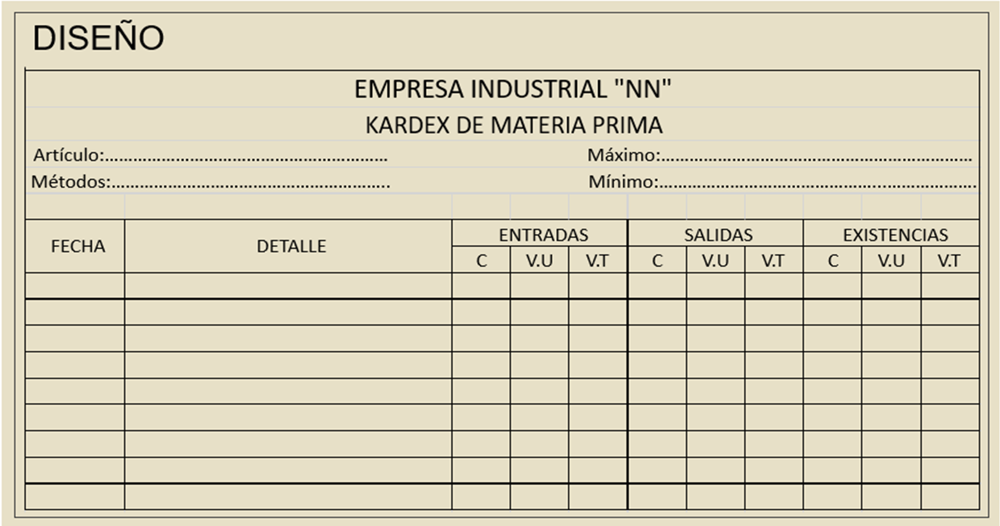 DISEÑO
EMPRESA INDUSTRIAL "NN"
KARDEX DE MATERIA PRIMA
Artículo:........................................................ Máximo:..............................................................
Métodos:....................................................... Mínimo:...............................................................
FECHA DETALLE ENTRADAS SALIDAS EXISTENCIAS
C V.U V.T C V.U V.T C V.U V.T